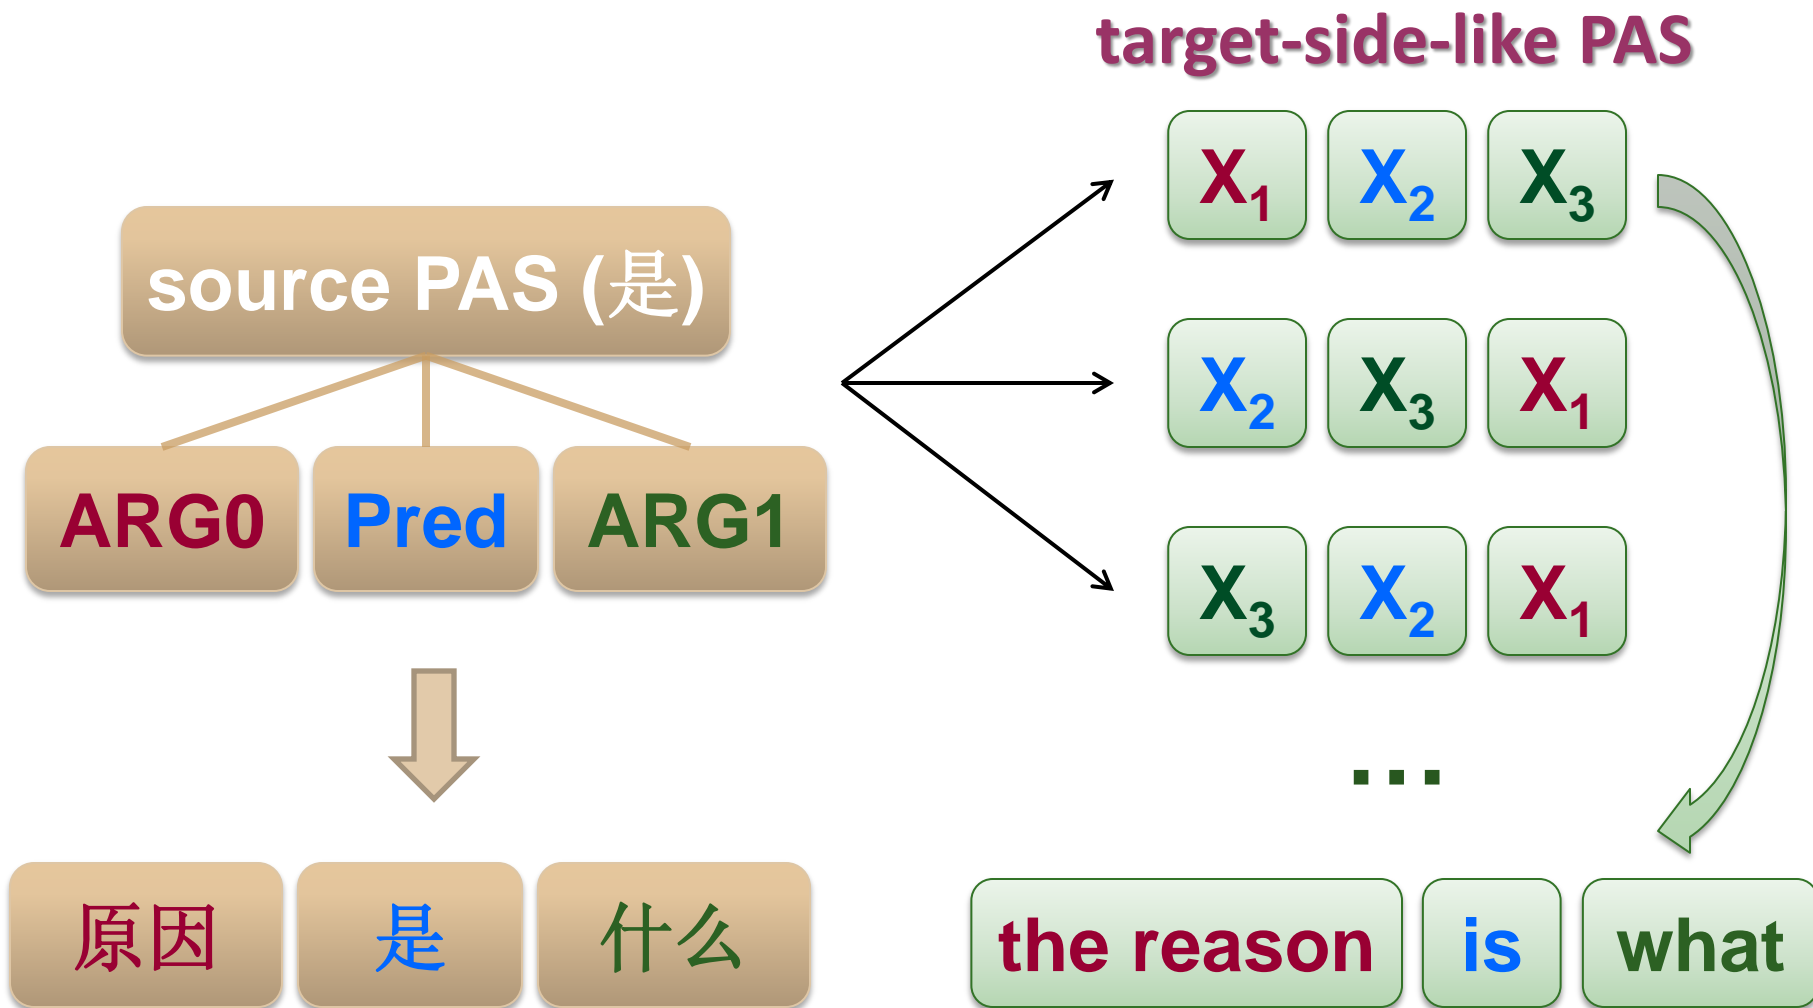 target-side-like PAS
source PAS (是)
ARG0 Pred ARG1
原因 是 什么
X1 X2 X3
X2 X3 X1
X3 X2 X1
...
the reason is what